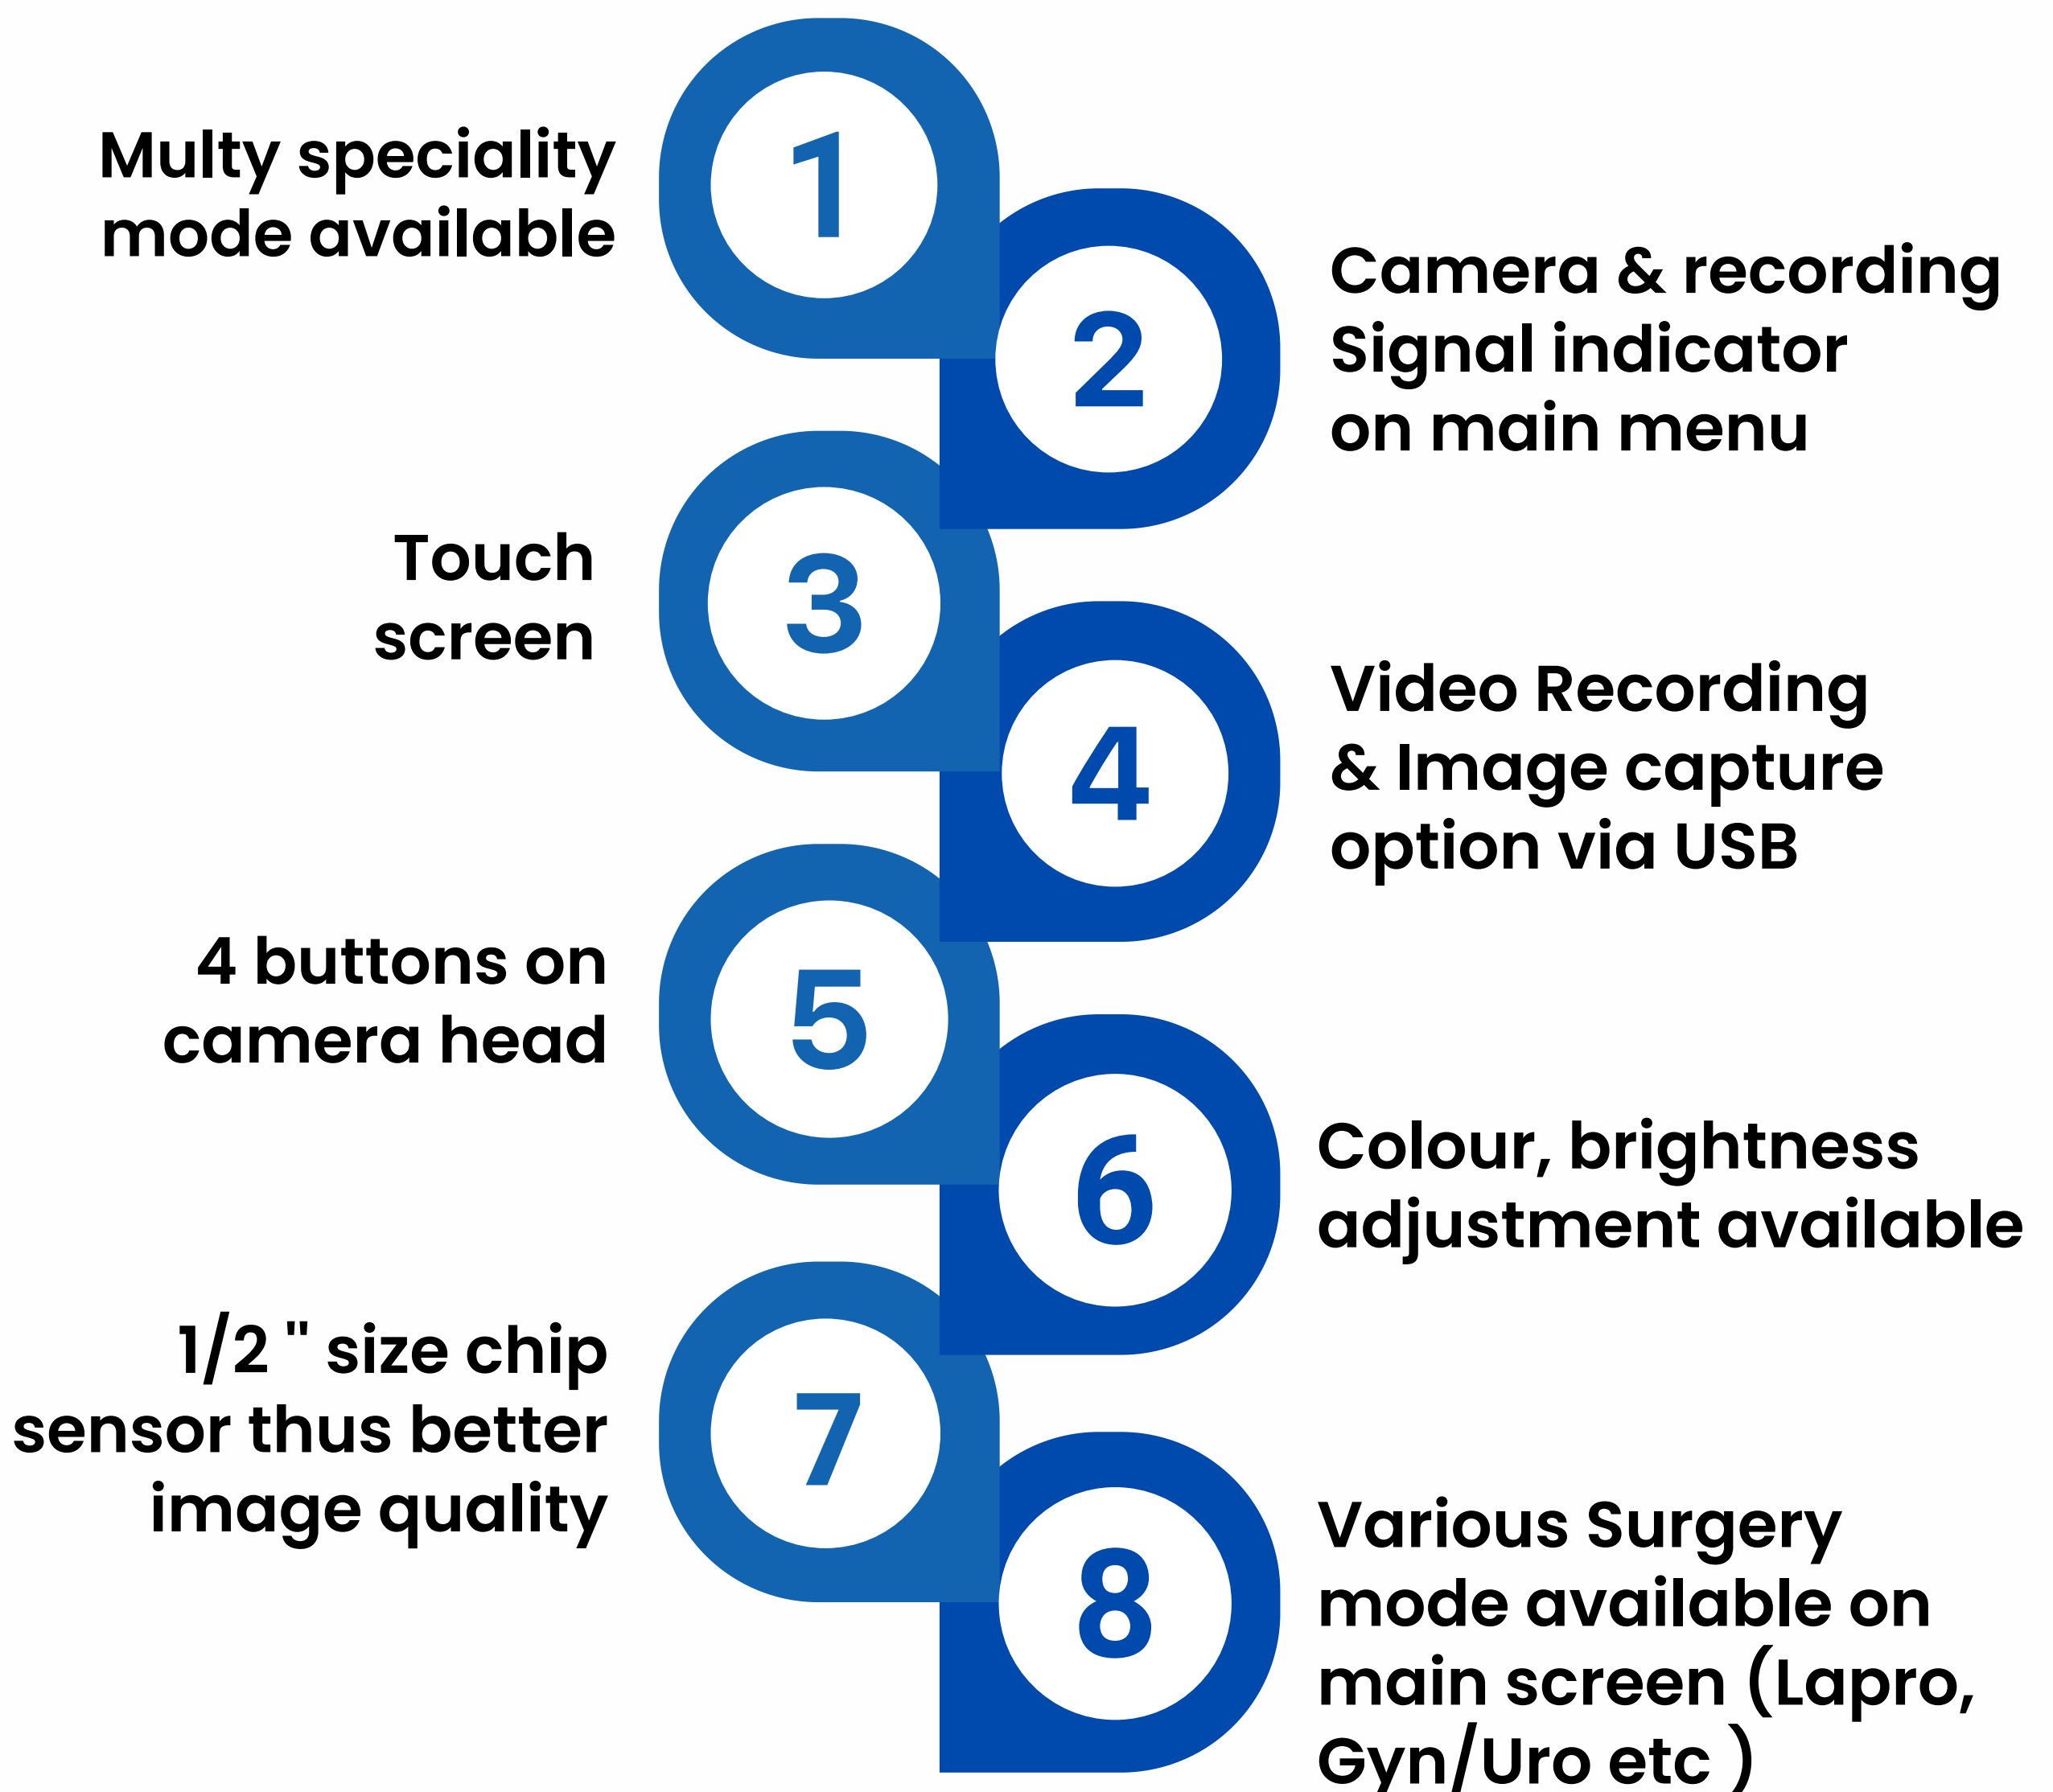 1
Multy speciality
mode available
2
Camera & recording
Signal indicator
on main menu
3
Touch
screen
4
Video Recording
& Image capture
option via USB
5
4 buttons on
camera head
6
Colour, brightness
adjustment available
7
1/2 " size chip
sensor thus better
image quality
8
Various Surgery
mode available on
main screen (Lapro,
Gyn/Uro etc )